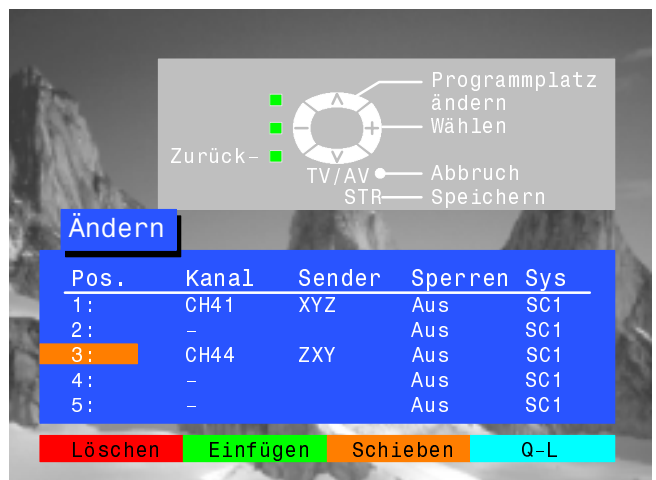 Programmplatz
ändern
Wählen
Zurück–
TV/AV Abbruch
STR Speichern
Ändern
Pos. Kanal Sender Sperren Sys
1: CH41 XYZ Aus SC1
2: – Aus SC1
3: CH44 ZXY Aus SC1
4: – Aus SC1
5: – Aus SC1
Löschen Einfügen Schieben Q–L